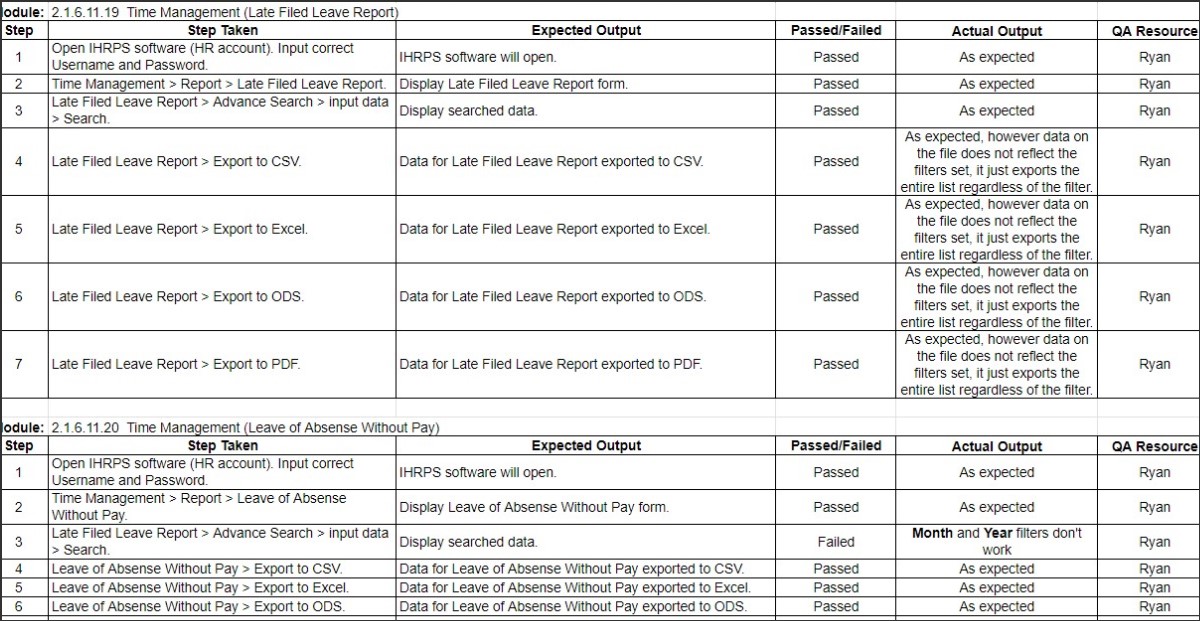 lodule: 2.1.6.11.19 Time Management (Late Filed Leave Report)
Step Step Taken Expected Output Passed/Failed Actual Output QA Resource
1 Open IHRPS software (HR account). Input correct
Username and Password. IHRPS software will open. Passed As expected Ryan
2 Time Management > Report > Late Filed Leave Report. Display Late Filed Leave Report form. Passed As expected Ryan
3 Late Filed Leave Report > Advance Search > input data
> Search. Display searched data. Passed As expected Ryan
4 Late Filed Leave Report > Export to CSV. Data for Late Filed Leave Report exported to CSV. Passed As expected, however data on
the file does not reflect the
filters set, it just exports the
entire list regardless of the filter. Ryan
5 Late Filed Leave Report > Export to Excel. Data for Late Filed Leave Report exported to Excel. Passed As expected, however data on
the file does not reflect the
filters set, it just exports the
entire list regardless of the filter. Ryan
6 Late Filed Leave Report > Export to ODS. Data for Late Filed Leave Report exported to ODS. Passed As expected, however data on
the file does not reflect the
filters set, it just exports the
entire list regardless of the filter. Ryan
7 Late Filed Leave Report > Export to PDF. Data for Late Filed Leave Report exported to PDF. Passed As expected, however data on
the file does not reflect the
filters set, it just exports the
entire list regardless of the filter. Ryan
lodule: 2.1.6.11.20 Time Management (Leave of Absense Without Pay)
Step Step Taken Expected Output Passed/Failed Actual Output QA Resource
1 Open IHRPS software (HR account). Input correct
Username and Password. IHRPS software will open. Passed As expected Ryan
2 Time Management > Report > Leave of Absense
Without Pay. Display Leave of Absense Without Pay form. Passed As expected Ryan
3 Late Filed Leave Report > Advance Search > input data
> Search. Display searched data. Failed Month and Year filters don't
work Ryan
4 Leave of Absense Without Pay > Export to CSV. Data for Leave of Absense Without Pay exported to CSV. Passed As expected Ryan
5 Leave of Absense Without Pay > Export to Excel. Data for Leave of Absense Without Pay exported to Excel. Passed As expected Ryan
6 Leave of Absense Without Pay > Export to ODS. Data for Leave of Absense Without Pay exported to ODS. Passed As expected Ryan